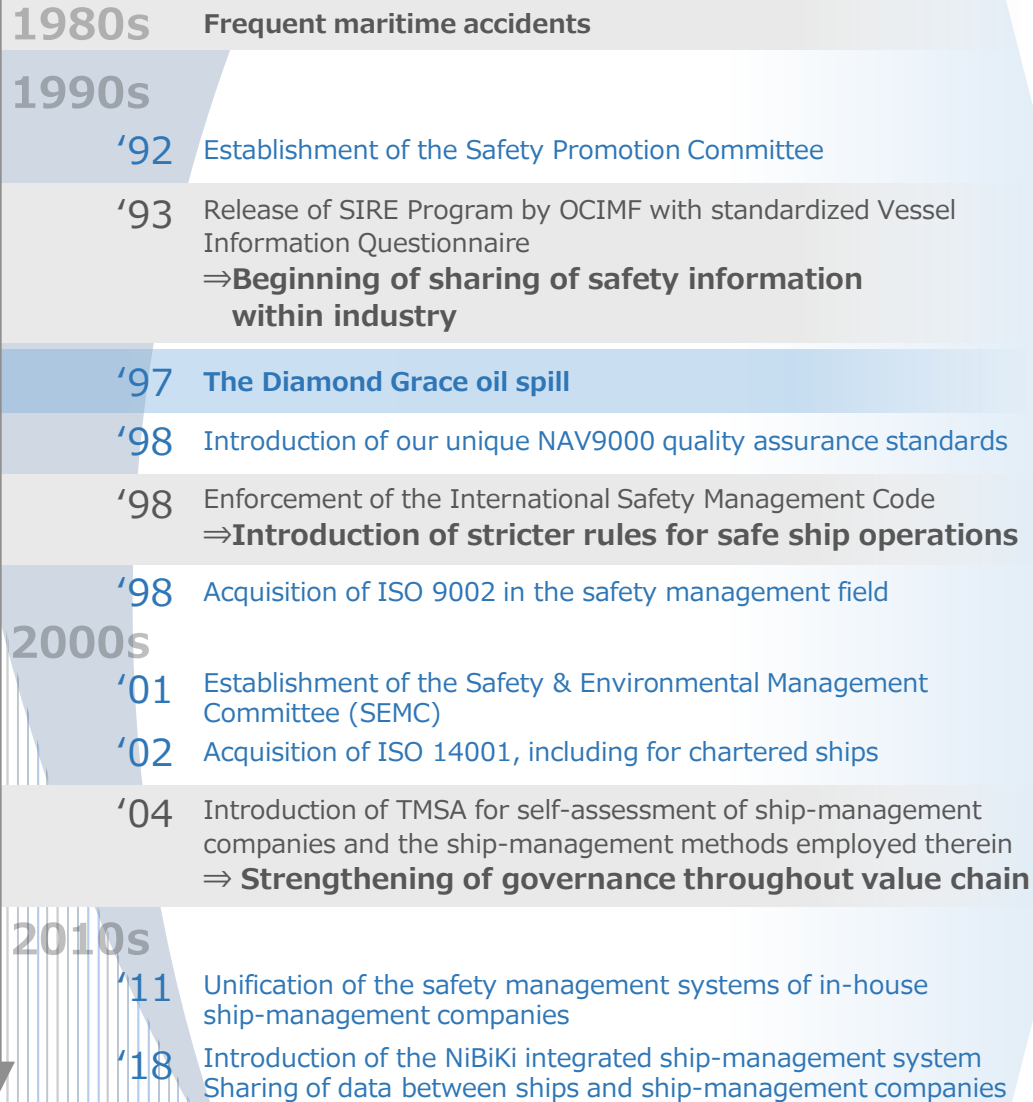 1980s Frequent maritime accidents
1990s
‘92 Establishment of the Safety Promotion Committee
‘93 Release of SIRE Program by OCIMF with standardized Vessel
Information Questionnaire
⇒Beginning of sharing of safety information
within industry
‘97 The Diamond Grace oil spill
‘98 Introduction of our unique NAV9000 quality assurance standards
‘98 Enforcement of the International Safety Management Code
⇒Introduction of stricter rules for safe ship operations
‘98 Acquisition of ISO 9002 in the safety management field
2000s
‘01 Establishment of the Safety & Environmental Management
Committee (SEMC)
‘02 Acquisition of ISO 14001, including for chartered ships
‘04 Introduction of TMSA for self-assessment of ship-management
companies and the ship-management methods employed therein
⇒ Strengthening of governance throughout value chain
2010s
‘11 Unification of the safety management systems of in-house
ship-management companies
‘18 Introduction of the NiBiKi integrated ship-management system
Sharing of data between ships and ship-management companies